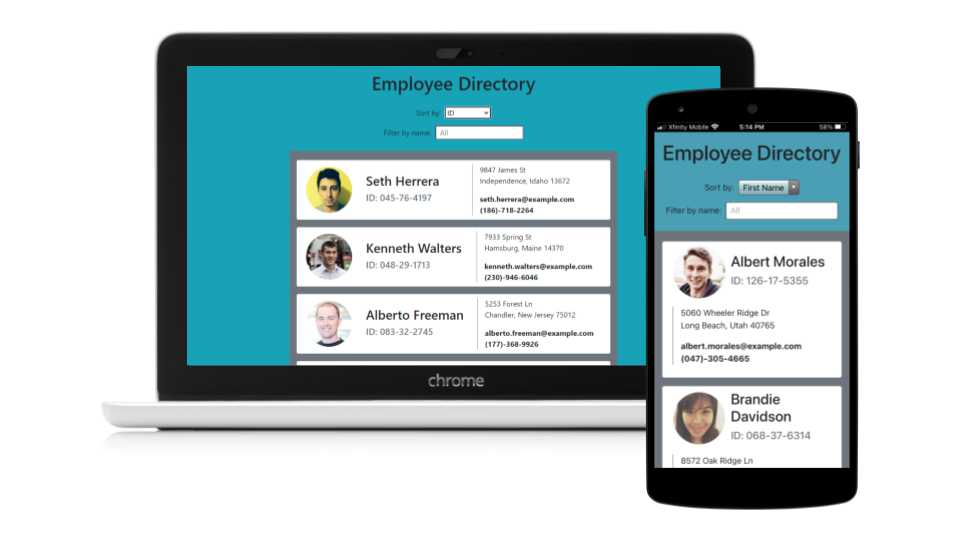 Employee Directory
Sort by: ID
Filter by name: All
Seth Herrera
ID: 045-76-4197
9847 James St
Independence, Idaho 13672
seth.herrera@example.com
(186)-718-2264
Kenneth Walters
ID: 048-29-1713
7933 Spring St
Hamsburg, Maine 14370
kenneth.walters@example.com
(230)-946-6046
Alberto Freeman
ID: 083-32-2745
5253 Forest Ln
Chandler, New Jersey 75012
alberto.freeman@example.com
(177)-368-9926
chrome
Xfinity Mobile 5:14 PM 58%
Employee Directory
Sort by: First Name
Filter by name: All
Albert Morales
ID: 126-17-5355
5060 Wheeler Ridge Dr
Long Beach, Utah 40765
albert.morales@example.com
(047)-305-4665
Brandie
Davidson
ID: 068-37-6314
8572 Oak Ridge Ln